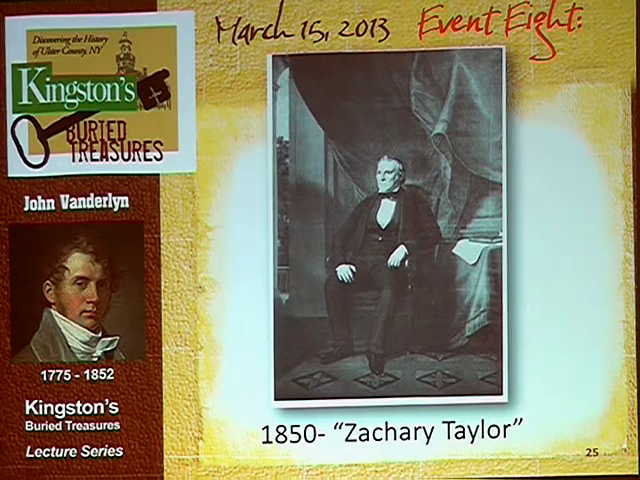 March 15, 2013 Event Eight:
Discovering the History
of Ulster County, NY
Kingston's
BURIED
TREASURES
John Vanderlyn
1775 - 1852
Kingston's
Buried Treasures
Lecture Series
1850- "Zachary Taylor"
25